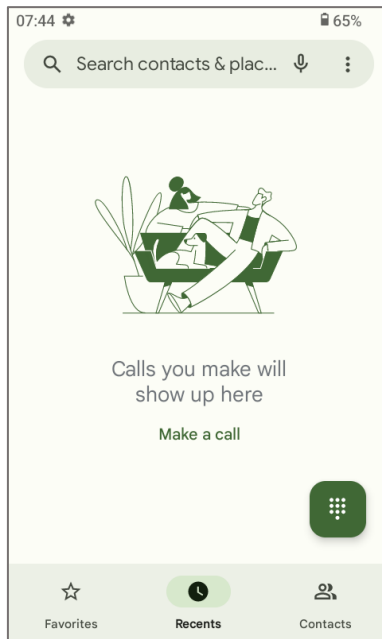 07:44 65%
Search contacts & plac...
Calls you make will
show up here
Make a call
Favorites Recents Contacts